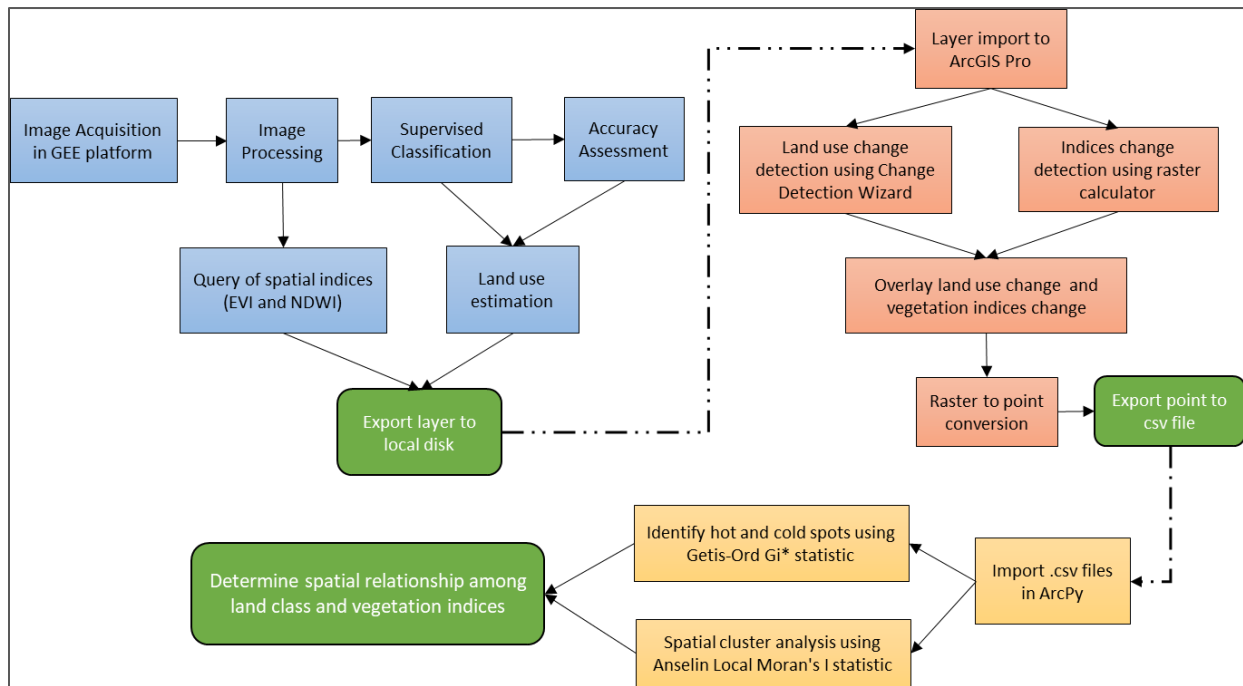 Image Acquisition
in GEE platform
Image
Processing
Supervised
Classification
Accuracy
Assessment
Query of spatial indices
(EVI and NDWI)
Land use
estimation
Export layer to
local disk
Layer import to
ArcGIS Pro
Land use change
detection using Change
Detection Wizard
Indices change
detection using raster
calculator
Overlay land use change and
vegetation indices change
Raster to point
conversion
Export point to
csv file
Import .csv files
in ArcPy
Identify hot and cold spots using
Getis-Ord Gi* statistic
Spatial cluster analysis using
Anselin Local Moran's I statistic
Determine spatial relationship among
land class and vegetation indices